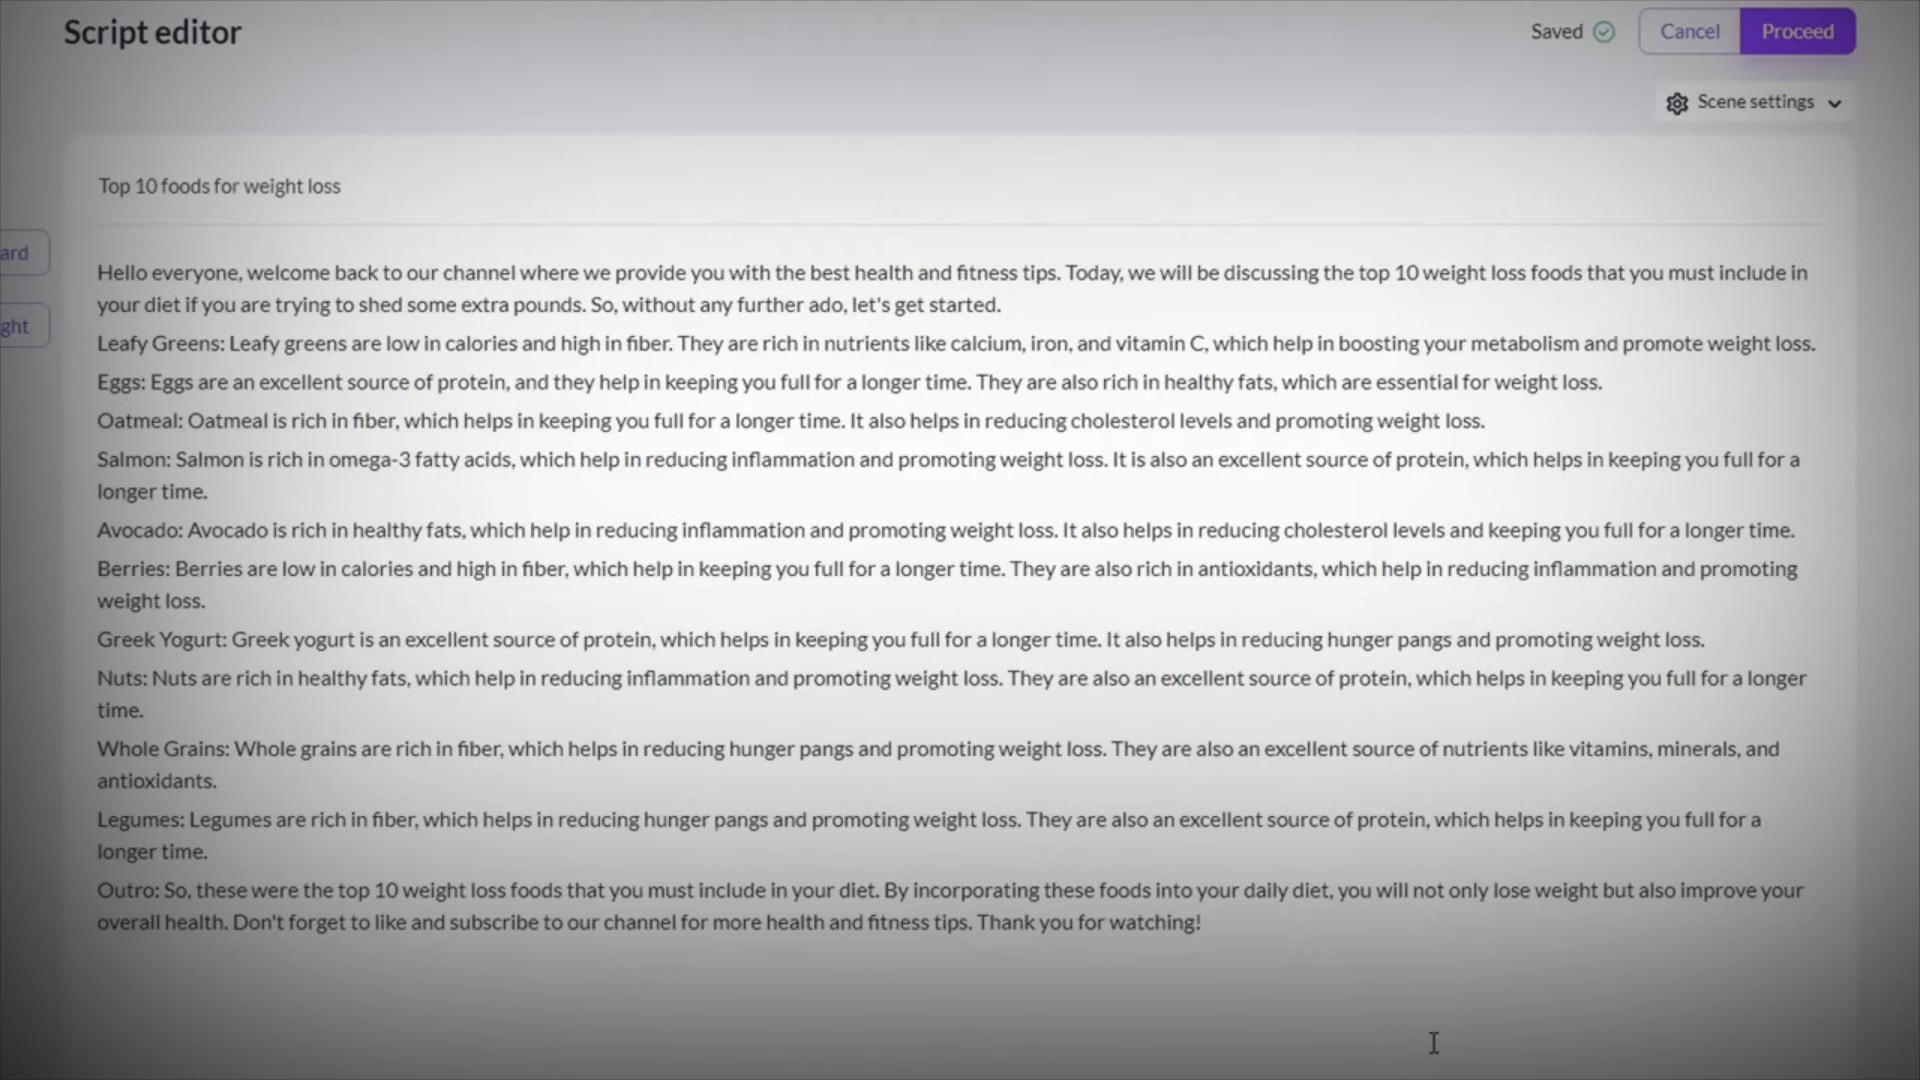 Script editor
Saved
Cancel
Proceed
Scene settings
Top 10 foods for weight loss
ard
ght
Hello everyone, welcome back to our channel where we provide you with the best health and fitness tips. Today, we will be discussing the top 10 weight loss foods that you must include in
your diet if you are trying to shed some extra pounds. So, without any further ado, let's get started.
Leafy Greens: Leafy greens are low in calories and high in fiber. They are rich in nutrients like calcium, iron, and vitamin C, which help in boosting your metabolism and promote weight loss.
Eggs: Eggs are an excellent source of protein, and they help in keeping you full for a longer time. They are also rich in healthy fats, which are essential for weight loss.
Oatmeal: Oatmeal is rich in fiber, which helps in keeping you full for a longer time. It also helps in reducing cholesterol levels and promoting weight loss.
Salmon: Salmon is rich in omega-3 fatty acids, which help in reducing inflammation and promoting weight loss. It is also an excellent source of protein, which helps in keeping you full for a
longer time.
Avocado: Avocado is rich in healthy fats, which help in reducing inflammation and promoting weight loss. It also helps in reducing cholesterol levels and keeping you full for a longer time.
Berries: Berries are low in calories and high in fiber, which help in keeping you full for a longer time. They are also rich in antioxidants, which help in reducing inflammation and promoting
weight loss.
Greek Yogurt: Greek yogurt is an excellent source of protein, which helps in keeping you full for a longer time. It also helps in reducing hunger pangs and promoting weight loss.
Nuts: Nuts are rich in healthy fats, which help in reducing inflammation and promoting weight loss. They are also an excellent source of protein, which helps in keeping you full for a longer
time.
Whole Grains: Whole grains are rich in fiber, which helps in reducing hunger pangs and promoting weight loss. They are also an excellent source of nutrients like vitamins, minerals, and
antioxidants.
Legumes: Legumes are rich in fiber, which helps in reducing hunger pangs and promoting weight loss. They are also an excellent source of protein, which helps in keeping you full for a
longer time.
Outro: So, these were the top 10 weight loss foods that you must include in your diet. By incorporating these foods into your daily diet, you will not only lose weight but also improve your
overall health. Don't forget to like and subscribe to our channel for more health and fitness tips. Thank you for watching!